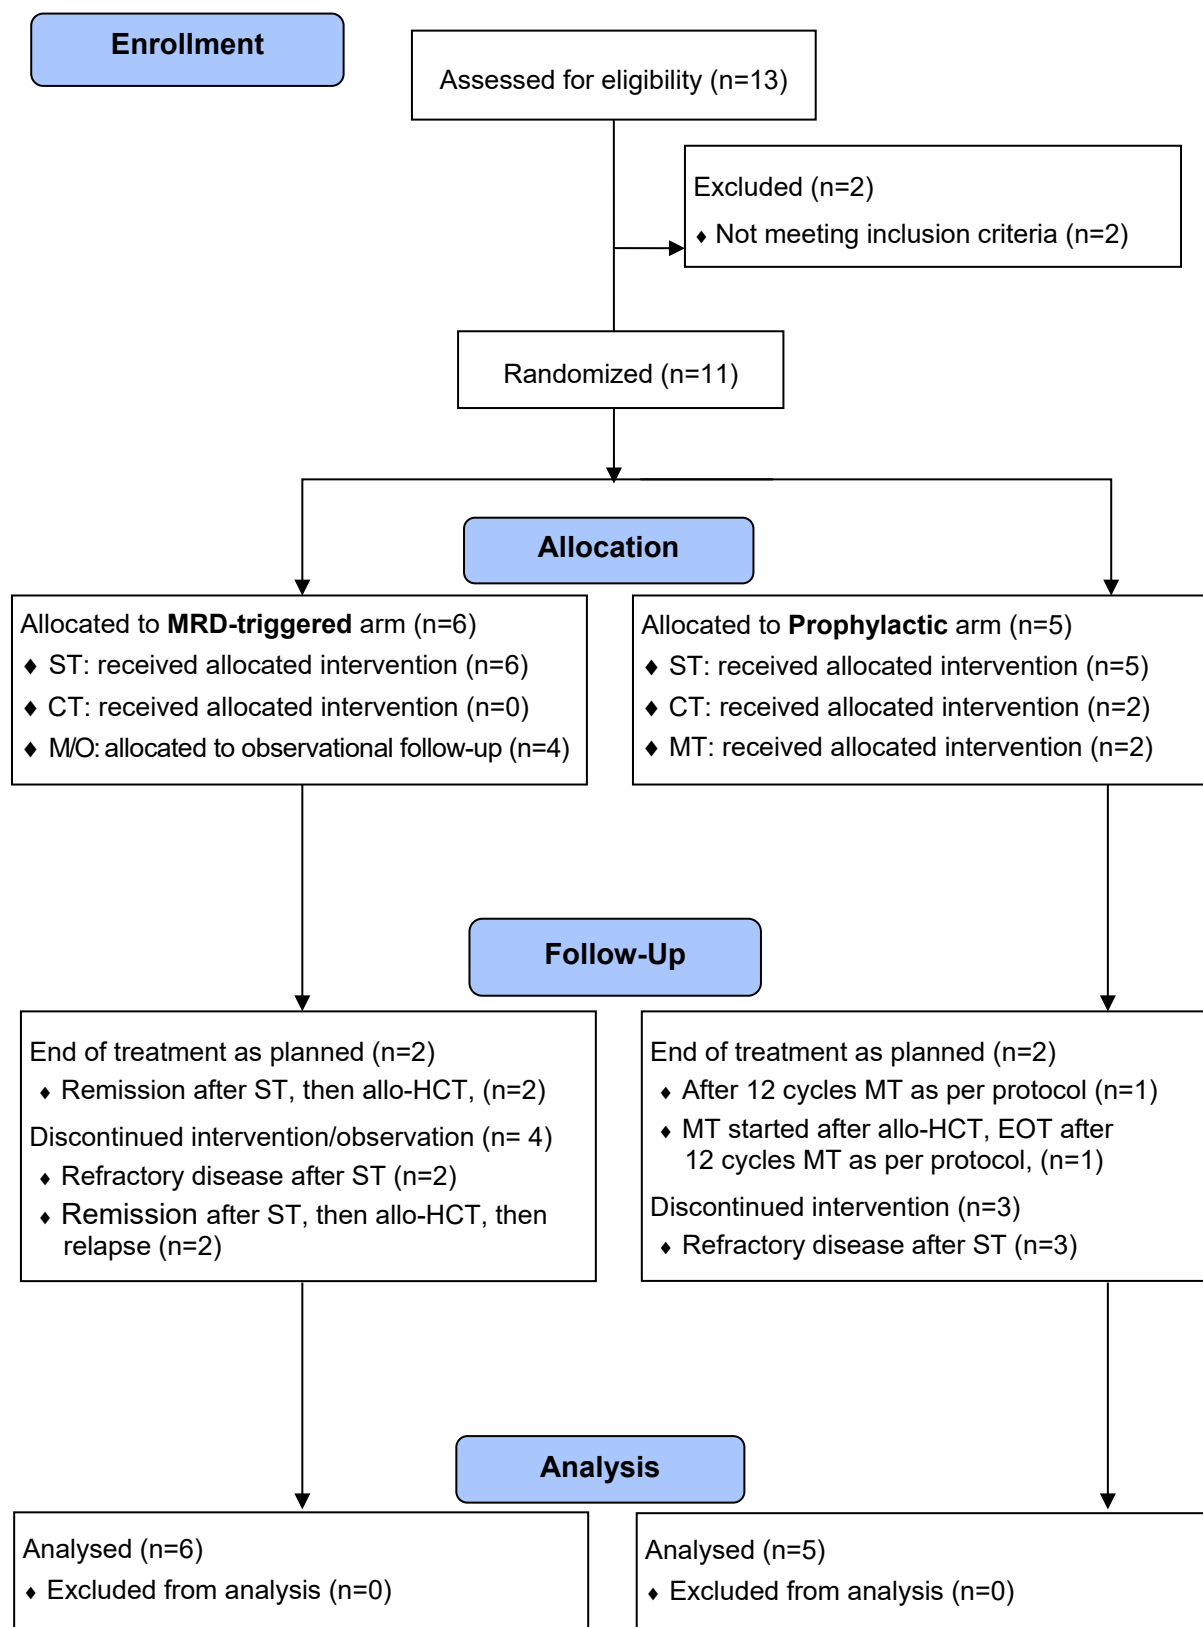 Enrollment
Assessed for eligibility (n=13)
Excluded (n=2)
♦ Not meeting inclusion criteria (n=2)
Randomized (n=11)
Allocation
Allocated to MRD-triggered arm (n=6)
♦ ST: received allocated intervention (n=6)
♦ CT: received allocated intervention (n=0)
♦ M/O: allocated to observational follow-up (n=4)
Allocated to Prophylactic arm (n=5)
♦ ST: received allocated intervention (n=5)
♦ CT: received allocated intervention (n=2)
♦ MT: received allocated intervention (n=2)
Follow-Up
End of treatment as planned (n=2)
♦ Remission after ST, then allo-HCT, (n=2)
Discontinued intervention/observation (n= 4)
♦ Refractory disease after ST (n=2)
♦ Remission after ST, then allo-HCT, then
relapse (n=2)
End of treatment as planned (n=2)
♦ After 12 cycles MT as per protocol (n=1)
♦ MT started after allo-HCT, EOT after
12 cycles MT as per protocol, (n=1)
Discontinued intervention (n=3)
♦ Refractory disease after ST (n=3)
Analysis
Analysed (n=6)
♦ Excluded from analysis (n=0)
Analysed (n=5)
♦ Excluded from analysis (n=0)